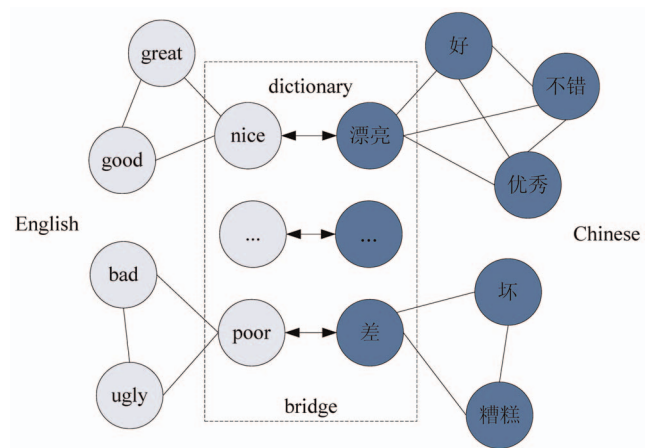 great
好
dictionary
不错
nice
漂亮
good
优秀
English
...
...
Chinese
bad
坏
poor
差
ugly
bridge
糟糕